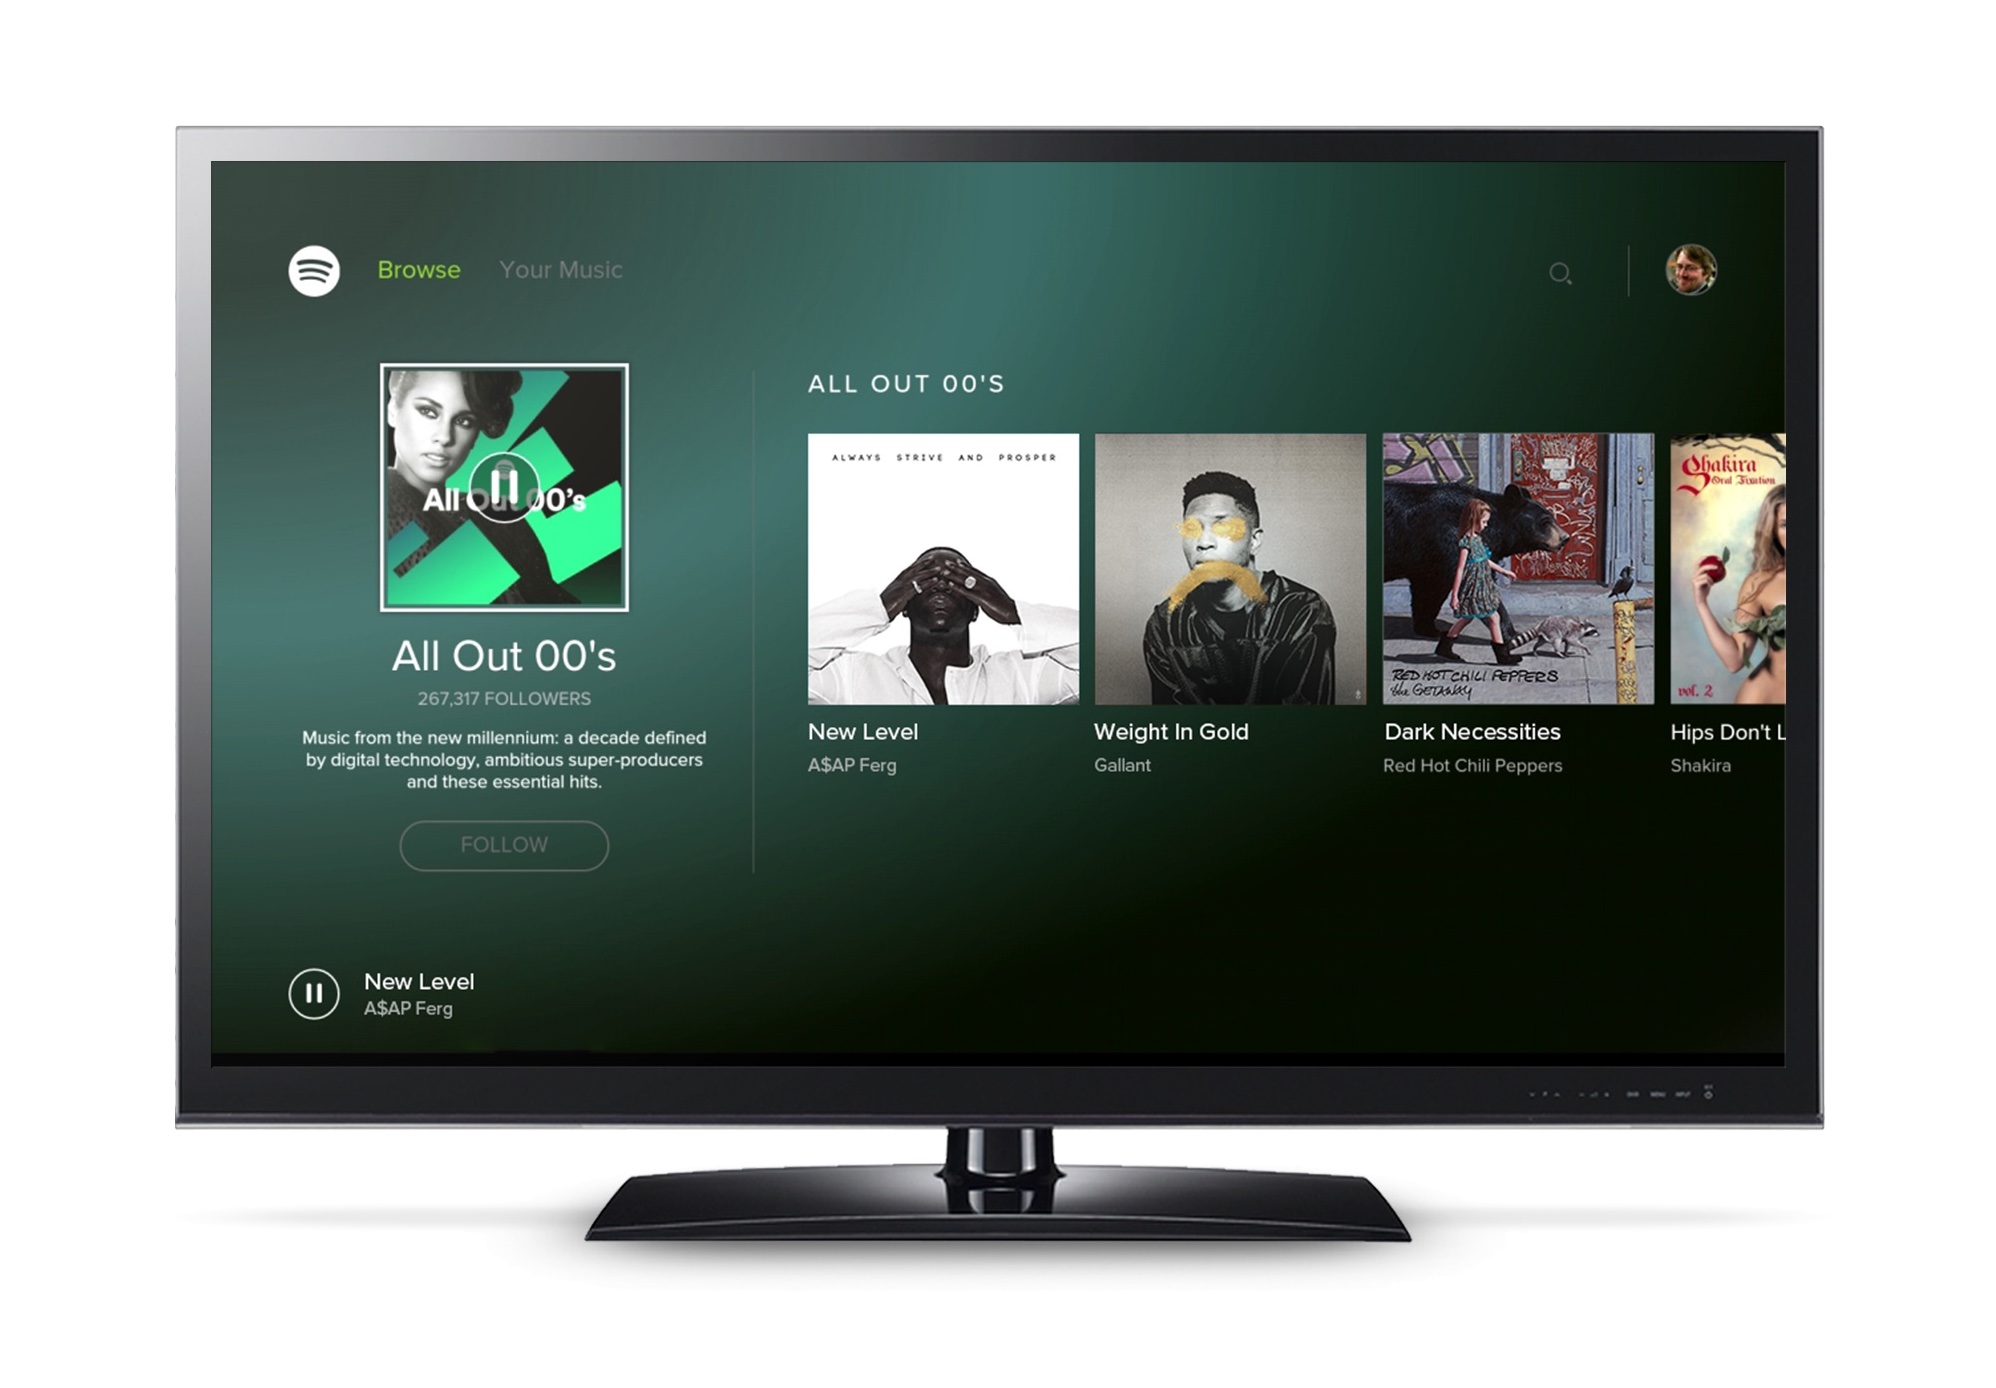 Browse
Your Music
All Out 00's
All Out 00's
267,317 FOLLOWERS
Music from the new millennium: a decade defined
by digital technology, ambitious super-producers
and these essential hits.
FOLLOW
ALL OUT 00'S
ALWAYS STRIVE AND PROSPER
New Level
A$AP Ferg
Weight In Gold
Gallant
RED HOT CHILI PEPPERS
the GETAWAY
Dark Necessities
Red Hot Chili Peppers
Shakira
Oral Fixation
vol. 2
Hips Don't L
Shakira
New Level
A$AP Ferg
MENU
INPUT